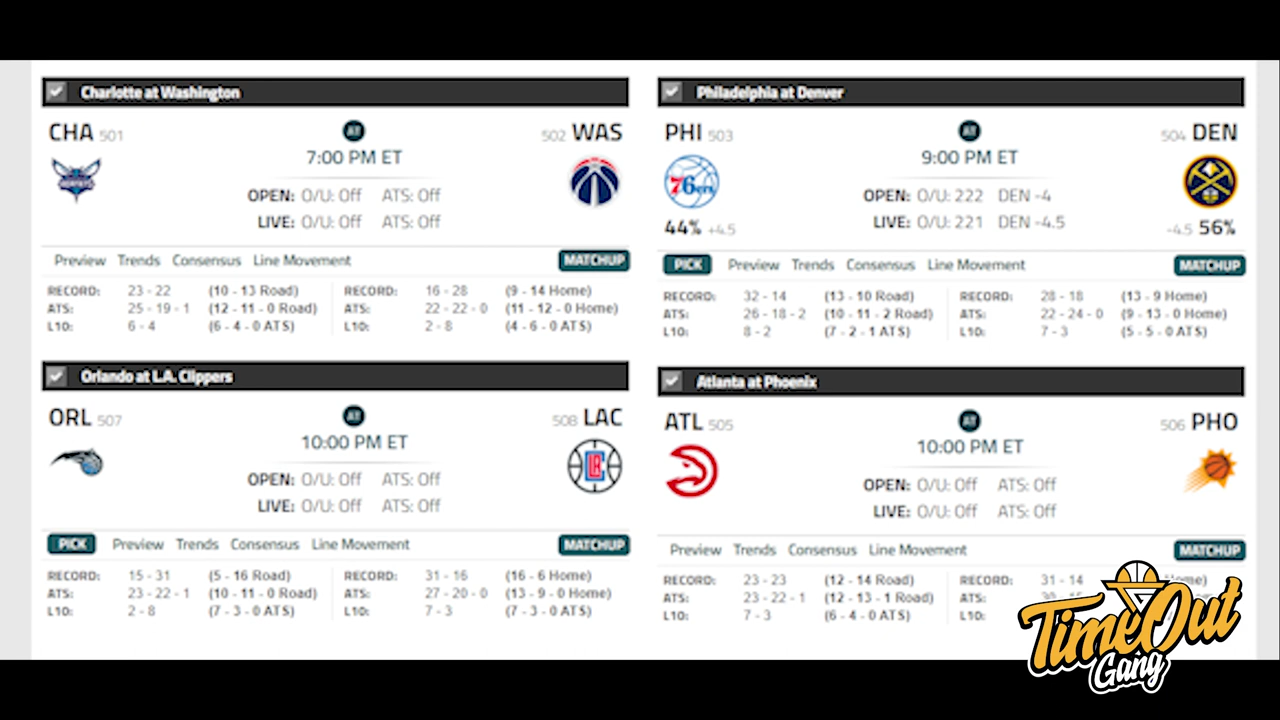 Charlotte at Washington
CHA 501
AT
502 WAS
7:00 PM ET
OPEN: O/U: Off ATS: Off
LIVE: O/U: Off ATS: Off
Preview Trends Consensus Line Movement MATCHUP
RECORD: 23 - 22 (10 - 13 Road) RECORD: 16 - 28 (9 - 14 Home)
ATS: 25 - 19 - 1 (12 - 11 - 0 Road) ATS: 22 - 22 - 0 (11 - 12 - 0 Home)
L10: 6 - 4 (6 - 4 - 0 ATS) L10: 2 - 8 (4 - 6 - 0 ATS)
Philadelphia at Denver
PHI 503
AT
504 DEN
9:00 PM ET
76ers
OPEN: O/U: 222 DEN -4
LIVE: O/U: 221 DEN -4.5
44% +4.5
-4.5 56%
PICK Preview Trends Consensus Line Movement MATCHUP
RECORD: 32 - 14 (13 - 10 Road) RECORD: 28 - 18 (13 - 9 Home)
ATS: 26 - 18 - 2 (10 - 11 - 2 Road) ATS: 22 - 24 - 0 (9 - 13 - 0 Home)
L10: 8 - 2 (7 - 2 - 1 ATS) L10: 7 - 3 (5 - 5 - 0 ATS)
Orlando at L.A. Clippers
ORL 507
AT
508 LAC
10:00 PM ET
OPEN: O/U: Off ATS: Off
LIVE: O/U: Off ATS: Off
PICK Preview Trends Consensus Line Movement MATCHUP
RECORD: 15 - 31 (5 - 16 Road) RECORD: 31 - 16 (16 - 6 Home)
ATS: 23 - 22 - 1 (10 - 11 - 0 Road) ATS: 27 - 20 - 0 (13 - 9 - 0 Home)
L10: 2 - 8 (7 - 3 - 0 ATS) L10: 7 - 3 (7 - 3 - 0 ATS)
Atlanta at Phoenix
ATL 505
AT
506 PHO
10:00 PM ET
OPEN: O/U: Off ATS: Off
LIVE: O/U: Off ATS: Off
Preview Trends Consensus Line Movement MATCHUP
RECORD: 23 - 23 (12 - 14 Road) RECORD: 31 - 14
ATS: 23 - 22 - 1 (12 - 13 - 1 Road) ATS:
L10: 7 - 3 (6 - 4 - 0 ATS) L10:
TimeOut
Gang